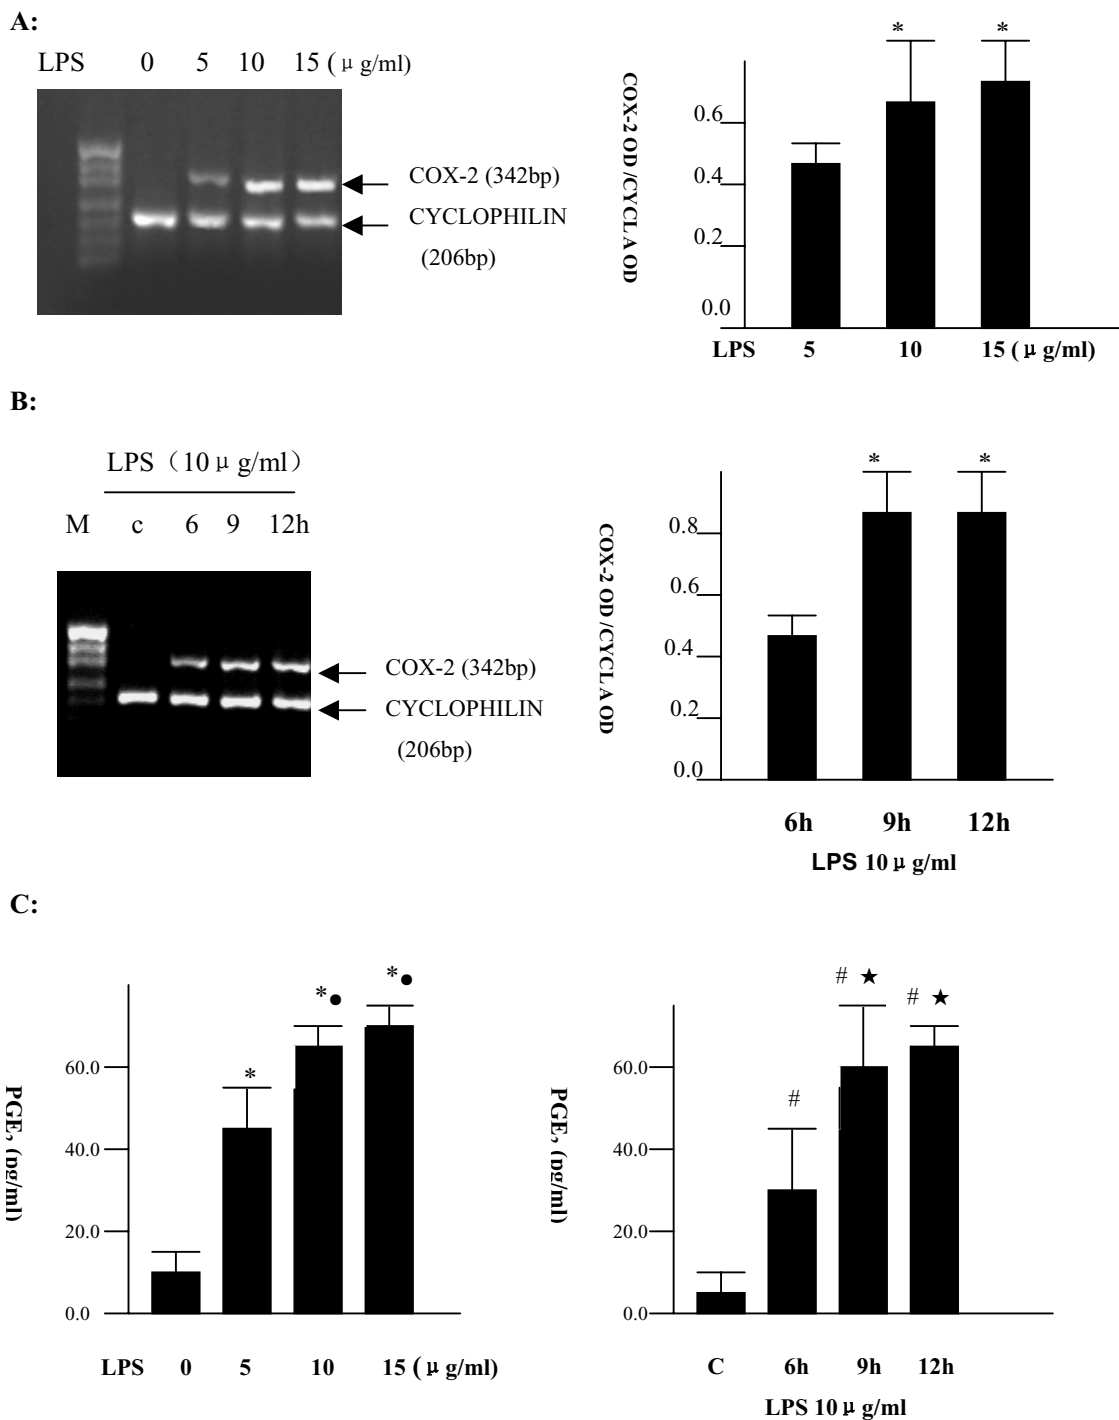 A:
LPS 0 5 10 15 ( μ g/ml)
COX-2 (342bp)
CYCLOPHILIN
(206bp)
COX-2 OD /CYCL A OD
0.6
0.4
0.2
0.0
*
*
LPS 5 10 15 ( μ g/ml)
B:
LPS（10 μ g/ml）
M c 6 9 12h
COX-2 (342bp)
CYCLOPHILIN
(206bp)
COX-2 OD /CYCL A OD
0.8
0.6
0.4
0.2
0.0
*
*
6h 9h 12h
LPS 10 μ g/ml
C:
PGE2 (pg/ml)
60.0
40.0
20.0
0.0
*
*●
*●
LPS 0 5 10 15 ( μ g/ml)
PGE2 (pg/ml)
60.0
40.0
20.0
0.0
#
# ★
# ★
C 6h 9h 12h
LPS 10 μ g/ml